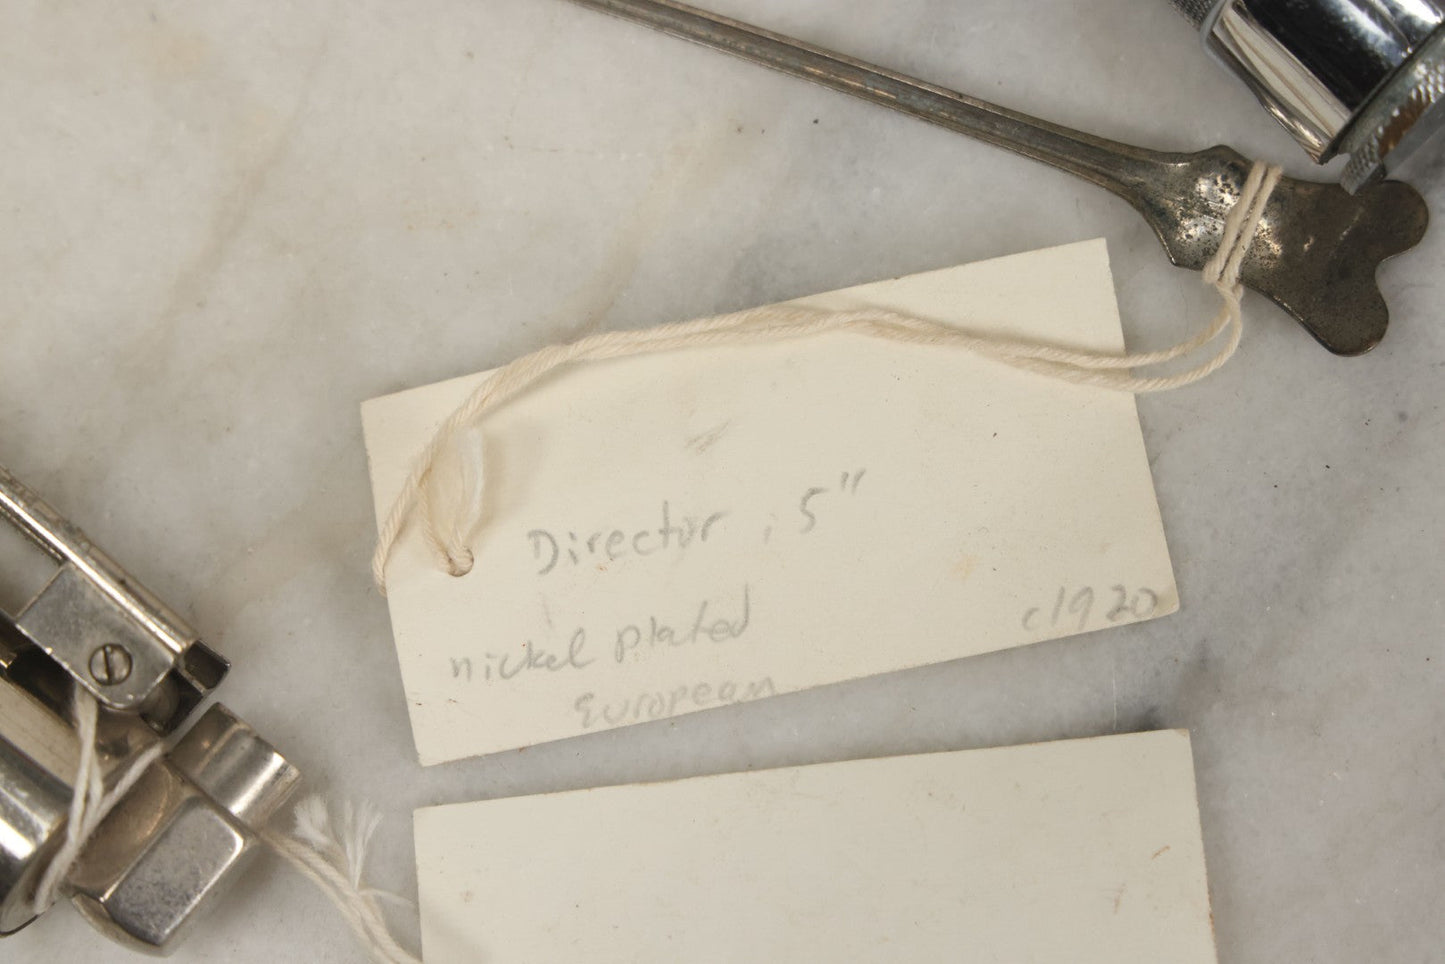 Director, 5"
nickel plated
European
c1920